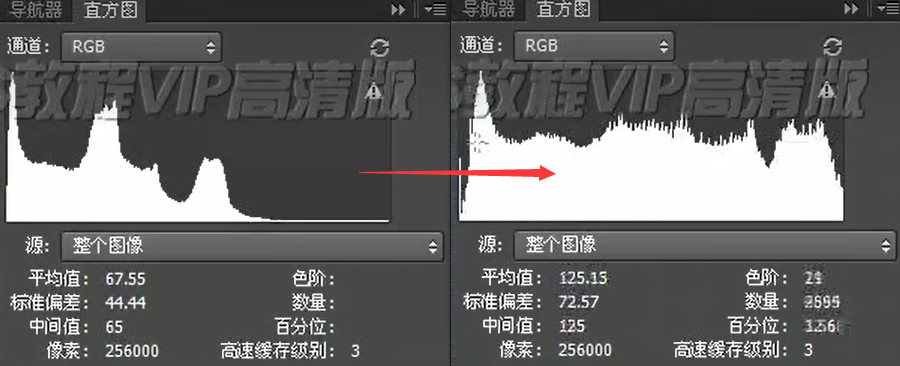 导航器 直方图
通道： RGB
教程VIP高清版
源： 整个图像
平均值： 67.55 色阶：
标准偏差： 44.44 数量：
中间值： 65 百分位：
像素： 256000 高速缓存级别： 3
导航器 直方图
通道： RGB
教程VIP高清版
源： 整个图像
平均值： 125.15 色阶：
标准偏差： 72.57 数量：
中间值： 125 百分位：
像素： 256000 高速缓存级别： 3